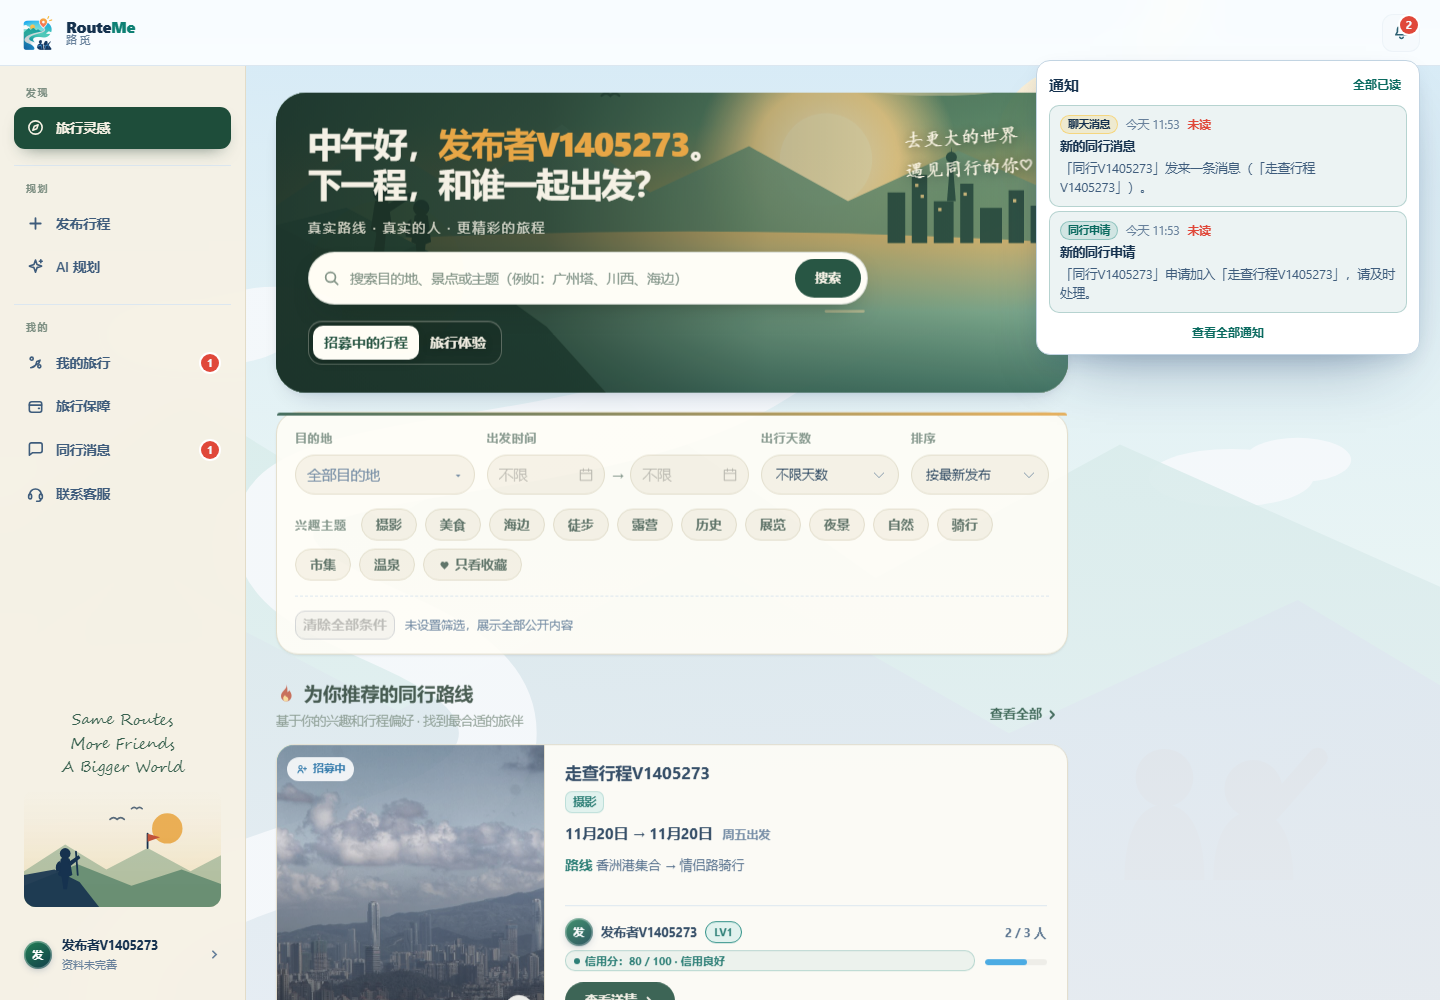 RouteMe
路觅
2
发现
旅行灵感
规划
发布行程
AI 规划
我的
我的旅行
1
旅行保障
同行消息
1
联系客服
Same Routes
More Friends
A Bigger World
发
发布者V1405273
资料未完善
中午好，发布者V1405273。
下一程，和谁一起出发？
真实路线 · 真实的人 · 更精彩的旅程
去更大的世界
遇见同行的你♡
搜索目的地、景点或主题（例如：广州塔、川西、海边）
搜索
招募中的行程
旅行体验
通知
全部已读
聊天消息 今天 11:53 未读
新的同行消息
「同行V1405273」发来一条消息（「走查行程
V1405273」）。
同行申请 今天 11:53 未读
新的同行申请
「同行V1405273」申请加入「走查行程V1405273」，请及时
处理。
查看全部通知
目的地 出发时间 出行天数 排序
全部目的地 不限 → 不限 不限天数 按最新发布
兴趣主题 摄影 美食 海边 徒步 露营 历史 展览 夜景 自然 骑行
市集 温泉 ♥ 只看收藏
清除全部条件 未设置筛选，展示全部公开内容
为你推荐的同行路线
基于你的兴趣和行程偏好 · 找到最合适的旅伴
查看全部
招募中
走查行程V1405273
摄影
11月20日 → 11月20日 周五出发
路线 香洲港集合 → 情侣路骑行
发 发布者V1405273 LV1 2 / 3 人
信用分：80 / 100 · 信用良好
查看详情